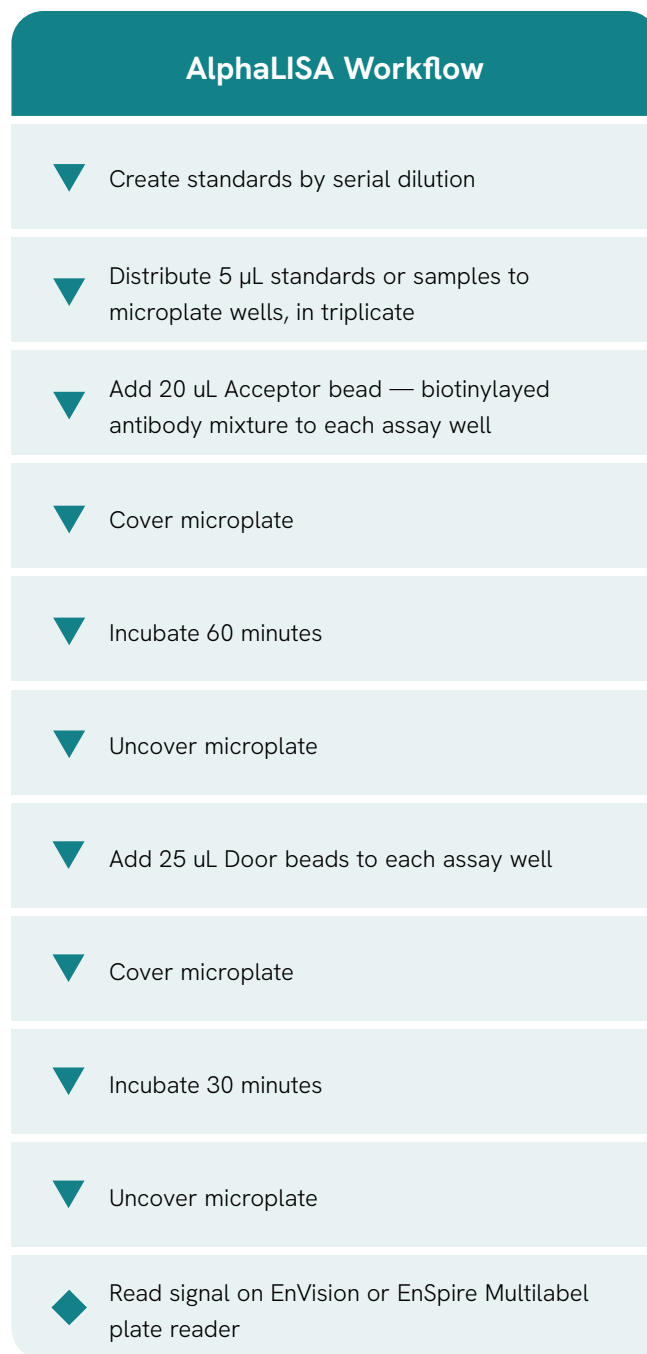 AlphaLISA Workflow
Create standards by serial dilution
Distribute 5 µL standards or samples to
microplate wells, in triplicate
Add 20 uL Acceptor bead — biotinylayed
antibody mixture to each assay well
Cover microplate
Incubate 60 minutes
Uncover microplate
Add 25 uL Door beads to each assay well
Cover microplate
Incubate 30 minutes
Uncover microplate
Read signal on EnVision or EnSpire Multilabel
plate reader